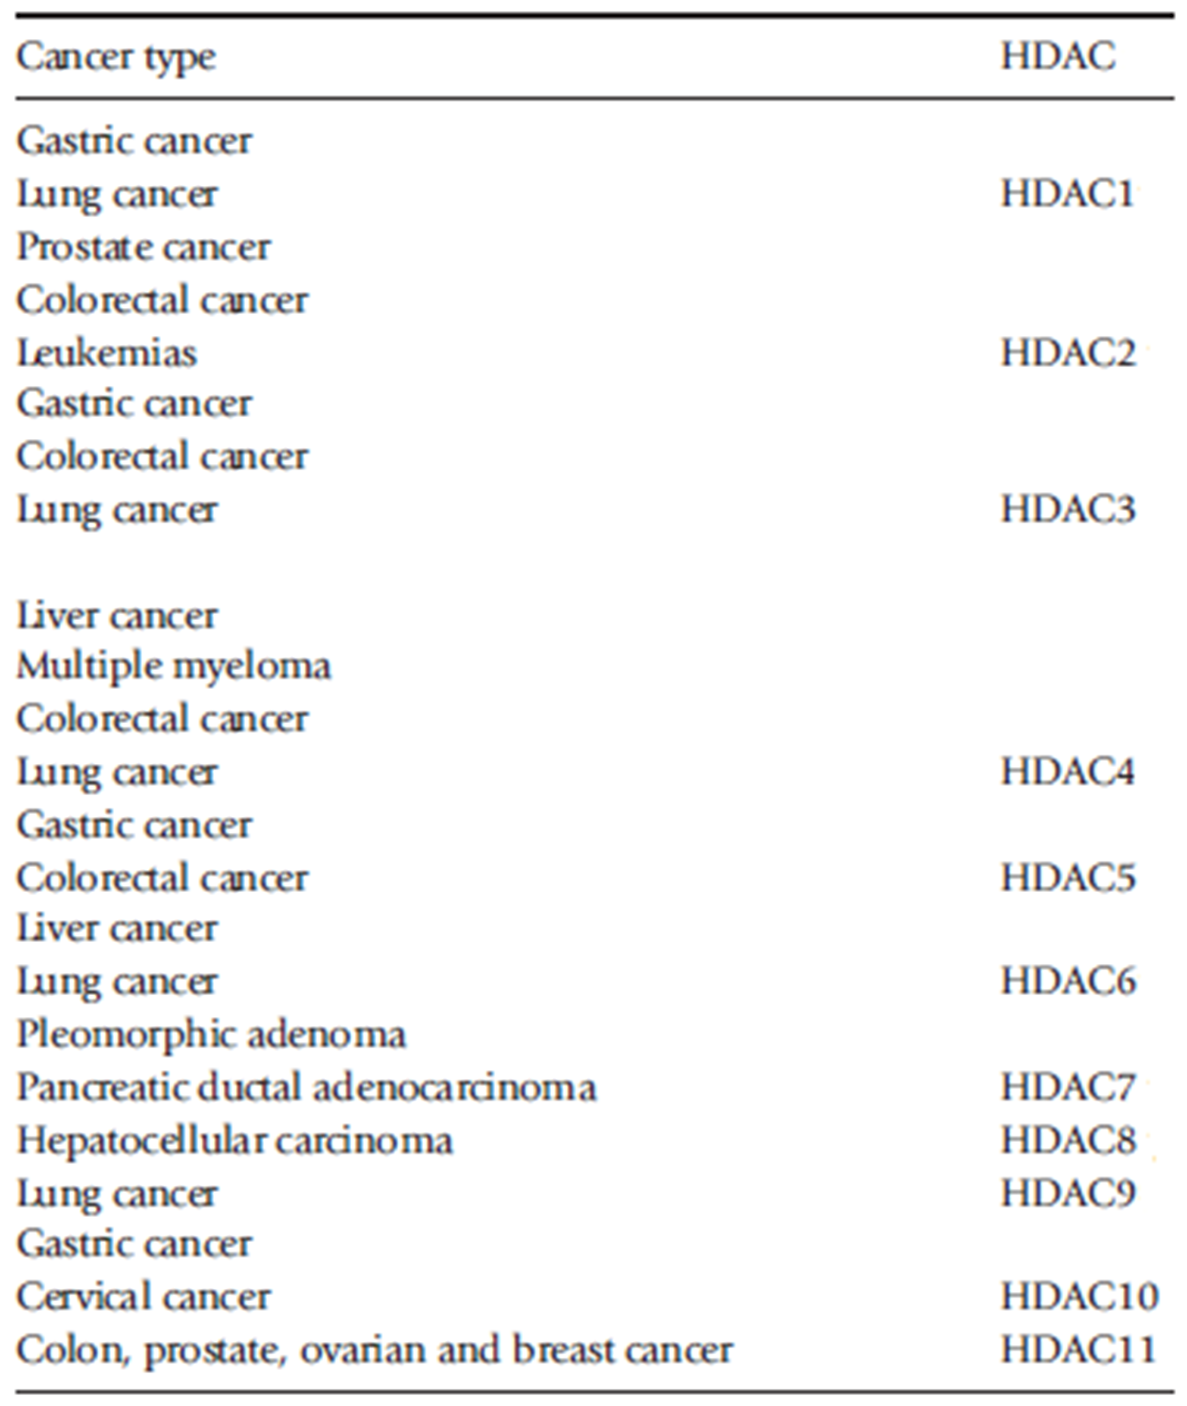 Cancer type HDAC
Gastric cancer
Lung cancer HDAC1
Prostate cancer
Colorectal cancer
Leukemias HDAC2
Gastric cancer
Colorectal cancer
Lung cancer HDAC3
Liver cancer
Multiple myeloma
Colorectal cancer
Lung cancer HDAC4
Gastric cancer
Colorectal cancer HDAC5
Liver cancer
Lung cancer HDAC6
Pleomorphic adenoma
Pancreatic ductal adenocarcinoma HDAC7
Hepatocellular carcinoma HDAC8
Lung cancer HDAC9
Gastric cancer
Cervical cancer HDAC10
Colon, prostate, ovarian and breast cancer HDAC11